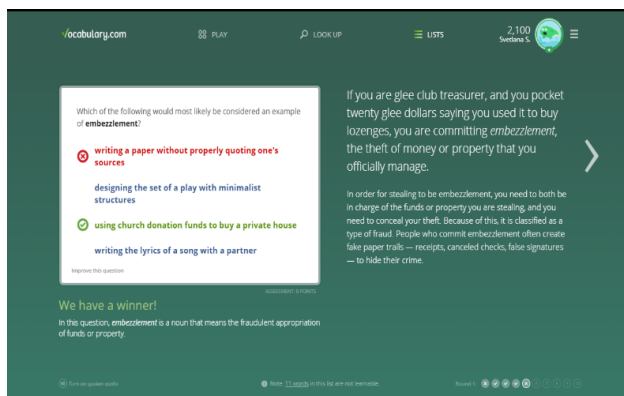 Vocabulary.com
PLAY
LOOK UP
LISTS
2,100
Svetlana S.
Which of the following would most likely be considered an example
of embezzlement?
writing a paper without properly quoting one's
sources
designing the set of a play with minimalist
structures
using church donation funds to buy a private house
writing the lyrics of a song with a partner
Improve this question
ASSESSMENT: 0 POINTS
We have a winner!
In this question, embezzlement is a noun that means the fraudulent appropriation
of funds or property.
If you are glee club treasurer, and you pocket
twenty glee dollars saying you used it to buy
lozenges, you are committing embezzlement,
the theft of money or property that you
officially manage.
In order for stealing to be embezzlement, you need to both be
in charge of the funds or property you are stealing, and you
need to conceal your theft. Because of this, it is classified as a
type of fraud. People who commit embezzlement often create
fake paper trails — receipts, canceled checks, false signatures
— to hide their crime.
Turn on spoken audio
Note: 11 words in this list are not learnable.
Round 1